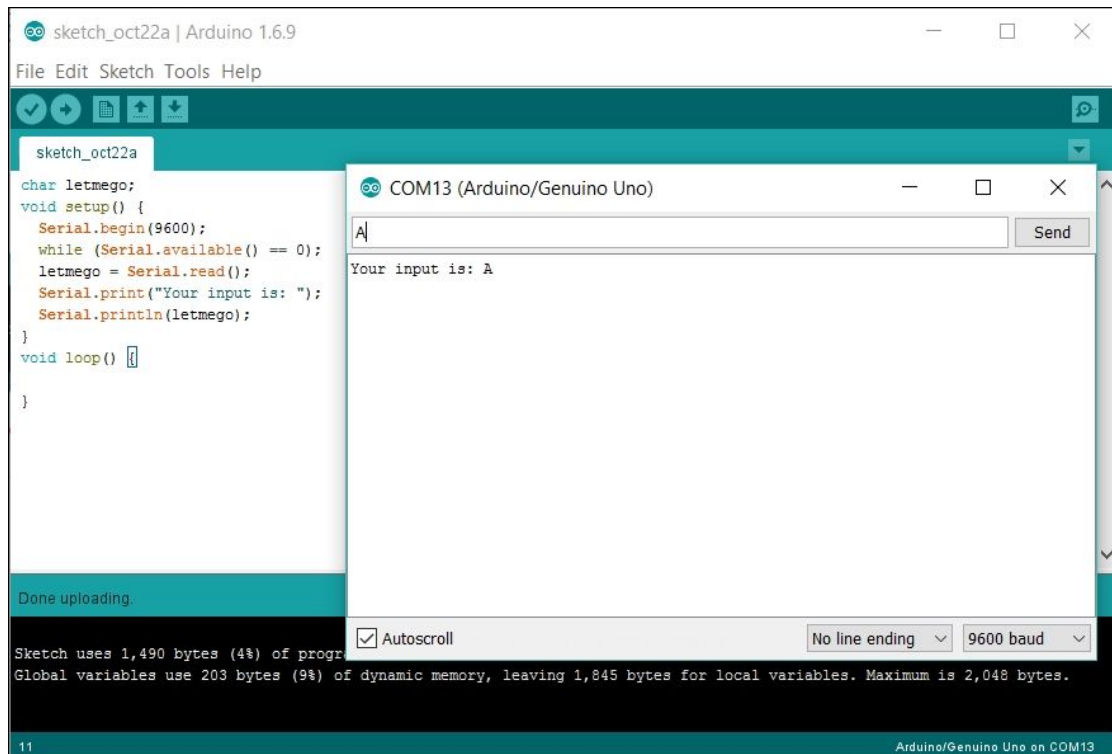 sketch_oct22a | Arduino 1.6.9
File Edit Sketch Tools Help
sketch_oct22a
char letmego;
void setup() {
Serial.begin(9600);
while (Serial.available() == 0);
letmego = Serial.read();
Serial.print("Your input is: ");
Serial.println(letmego);
}
void loop() {
}
COM13 (Arduino/Genuino Uno)
A
Send
Your input is: A
Autoscroll
No line ending
9600 baud
Done uploading.
Sketch uses 1,490 bytes (4%) of progr
Global variables use 203 bytes (9%) of dynamic memory, leaving 1,845 bytes for local variables. Maximum is 2,048 bytes.
11
Arduino/Genuino Uno on COM13